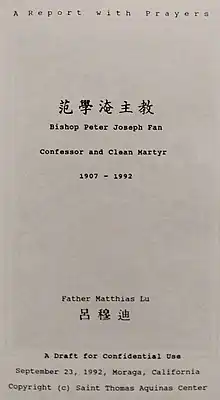 A Report with Prayers
范學淹主教
Bishop Peter Joseph Fan
Confessor and Clean Martyr
1907 - 1992
Father Matthias Lu
呂穆迪
A Draft for Confidential Use
September 23, 1992, Moraga, California
Copyright (c) Saint Thomas Aquinas Center